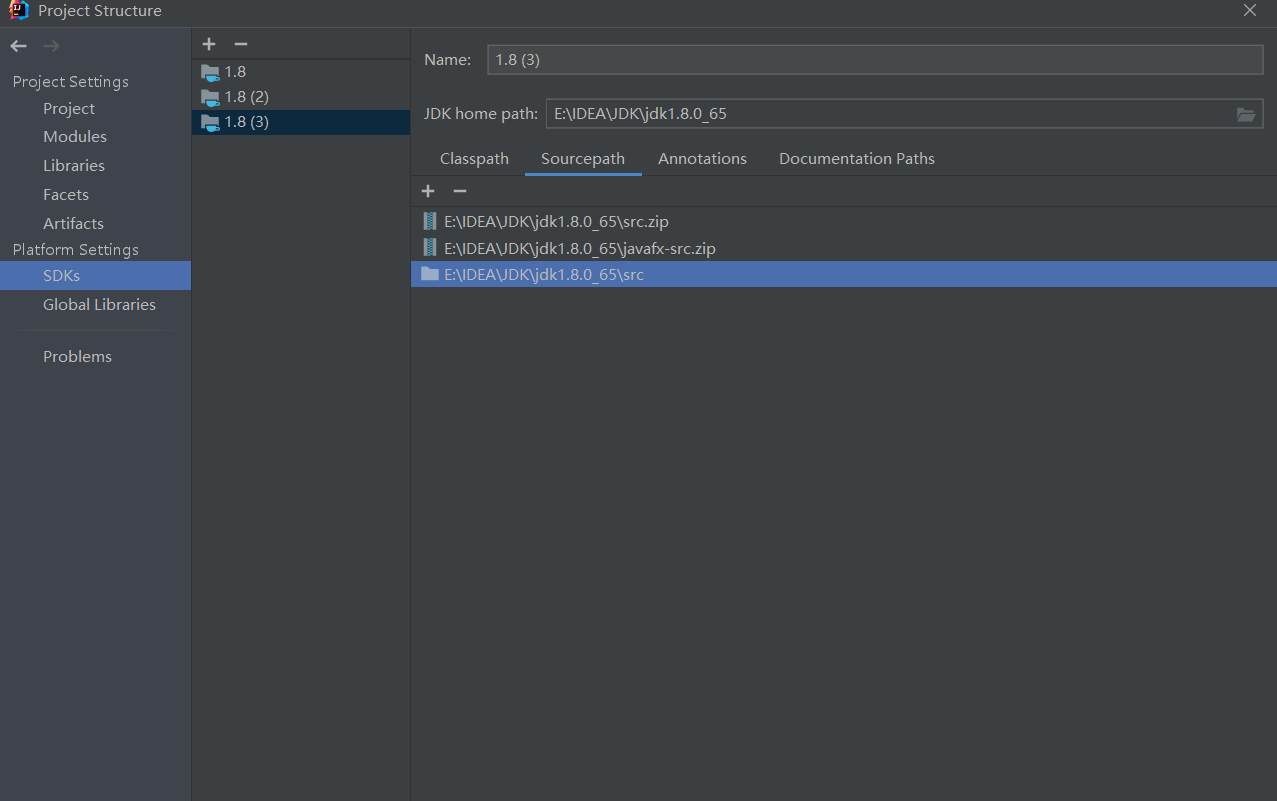 Project Structure
Project Settings
Project
Modules
Libraries
Facets
Artifacts
Platform Settings
SDKs
Global Libraries
Problems
1.8
1.8 (2)
1.8 (3)
Name: 1.8 (3)
JDK home path: E:\IDEA\JDK\jdk1.8.0_65
Classpath Sourcepath Annotations Documentation Paths
E:\IDEA\JDK\jdk1.8.0_65\src.zip
E:\IDEA\JDK\jdk1.8.0_65\javafx-src.zip
E:\IDEA\JDK\jdk1.8.0_65\src